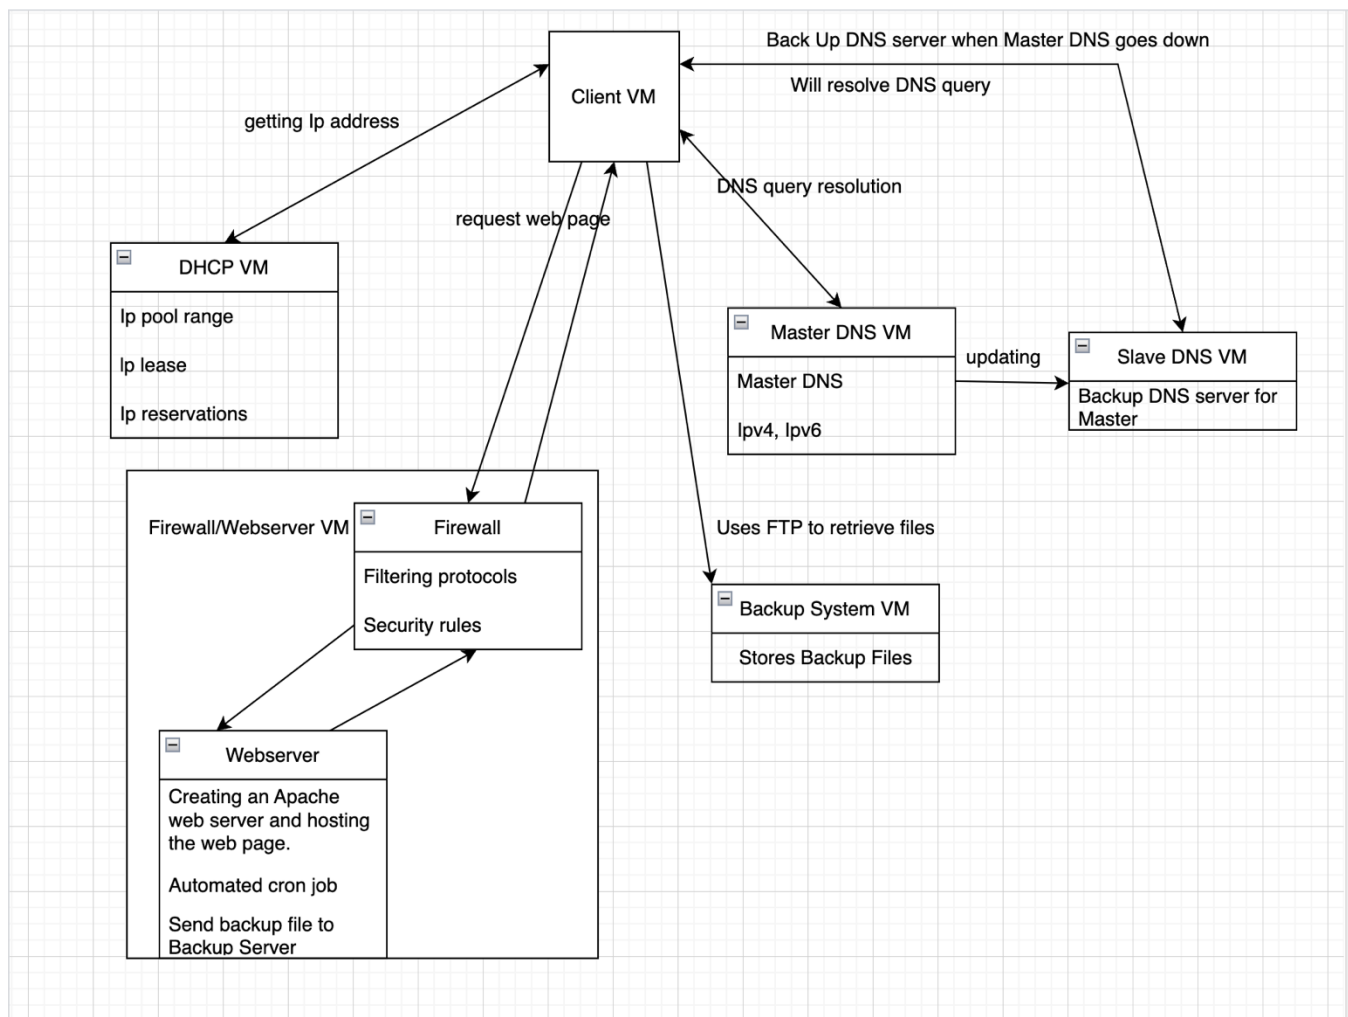 Back Up DNS server when Master DNS goes down
Will resolve DNS query
Client VM
getting Ip address
DNS query resolution
request web page
DHCP VM
Ip pool range
Ip lease
Ip reservations
Master DNS VM
Master DNS
Ipv4, Ipv6
updating
Slave DNS VM
Backup DNS server for
Master
Firewall/Webserver VM
Firewall
Filtering protocols
Security rules
Uses FTP to retrieve files
Backup System VM
Stores Backup Files
Webserver
Creating an Apache
web server and hosting
the web page.
Automated cron job
Send backup file to
Backup Server